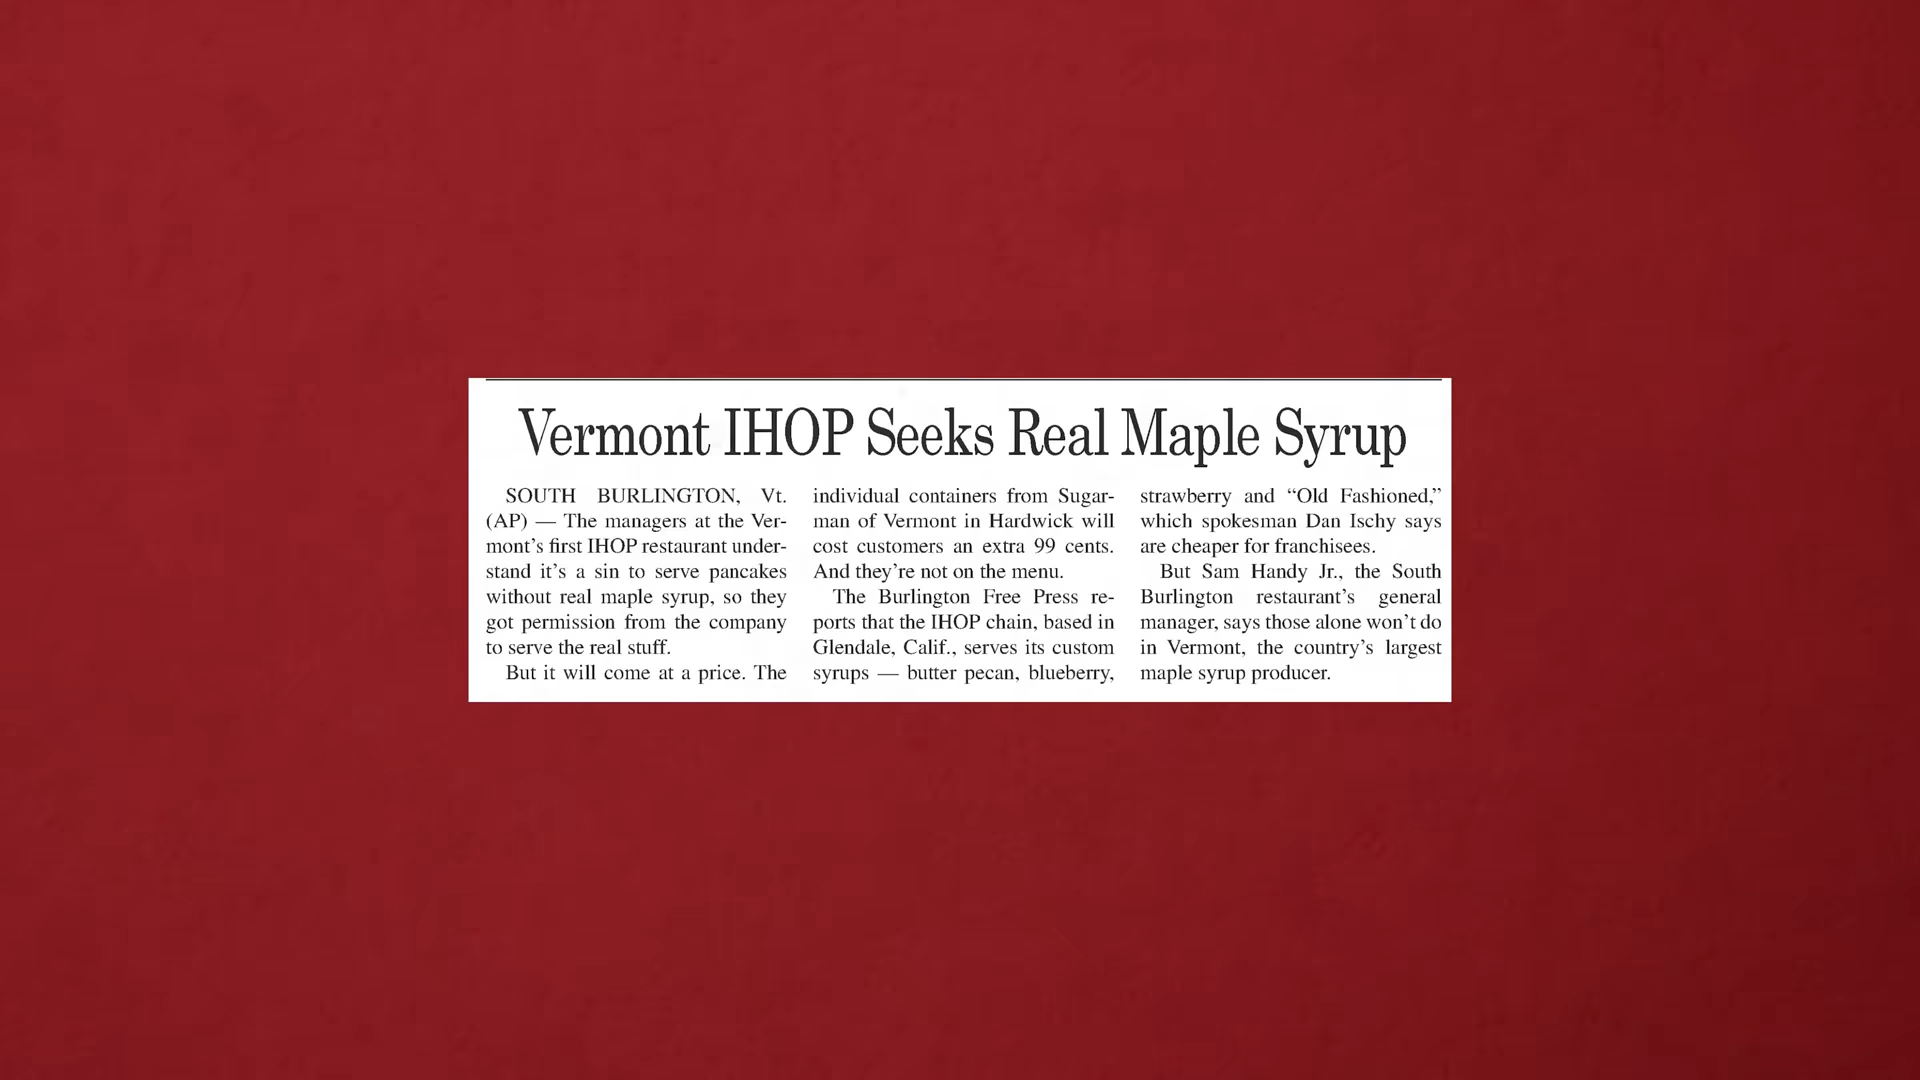 Vermont IHOP Seeks Real Maple Syrup
SOUTH BURLINGTON, Vt.
(AP) — The managers at the Ver-
mont's first IHOP restaurant under-
stand it's a sin to serve pancakes
without real maple syrup, so they
got permission from the company
to serve the real stuff.
But it will come at a price. The
individual containers from Sugar-
man of Vermont in Hardwick will
cost customers an extra 99 cents.
And they're not on the menu.
The Burlington Free Press re-
ports that the IHOP chain, based in
Glendale, Calif., serves its custom
syrups — butter pecan, blueberry,
strawberry and “Old Fashioned,”
which spokesman Dan Ischy says
are cheaper for franchisees.
But Sam Handy Jr., the South
Burlington restaurant's general
manager, says those alone won't do
in Vermont, the country's largest
maple syrup producer.